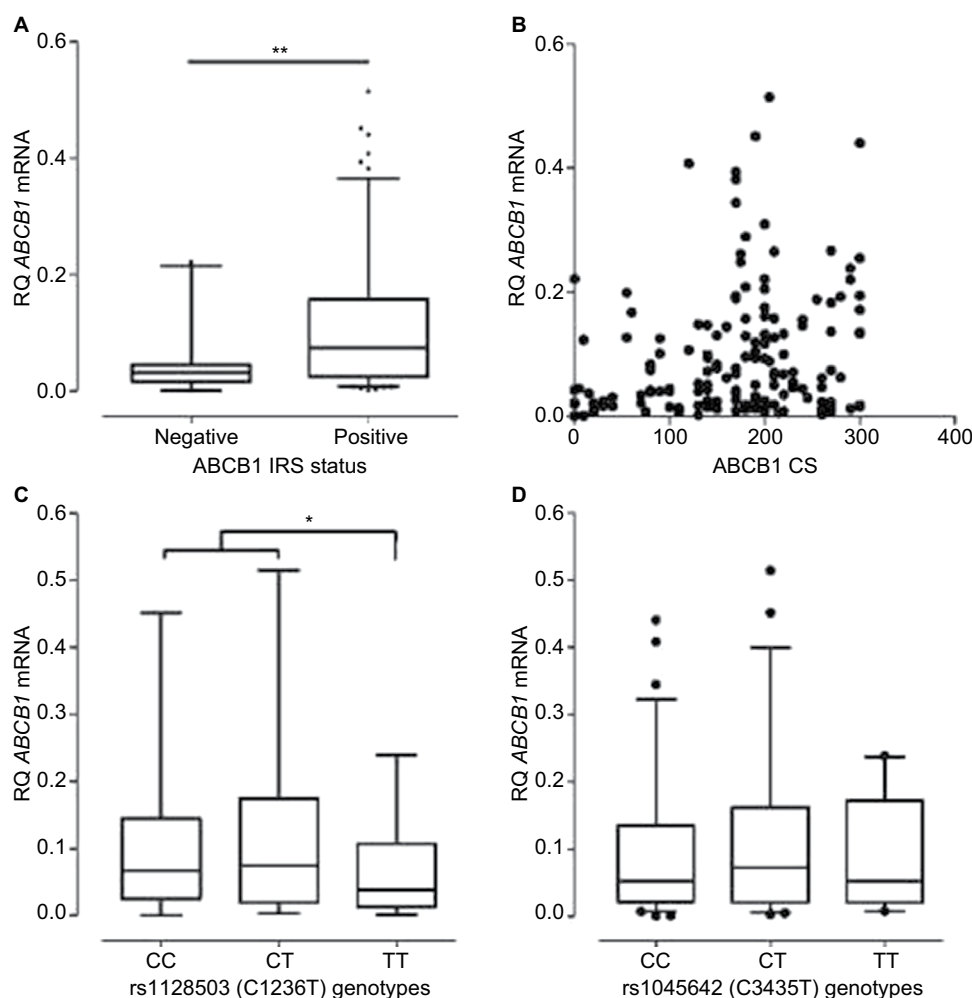 A
0.6
0.4
0.2
0.0
RQ ABCB1 mRNA
**
Negative
Positive
ABCB1 IRS status
B
0.6
0.4
0.2
0.0
RQ ABCB1 mRNA
0
100
200
300
400
ABCB1 CS
C
0.6
0.5
0.4
0.3
0.2
0.1
0.0
RQ ABCB1 mRNA
*
CC
CT
TT
rs1128503 (C1236T) genotypes
D
0.6
0.5
0.4
0.3
0.2
0.1
0.0
RQ ABCB1 mRNA
CC
CT
TT
rs1045642 (C3435T) genotypes